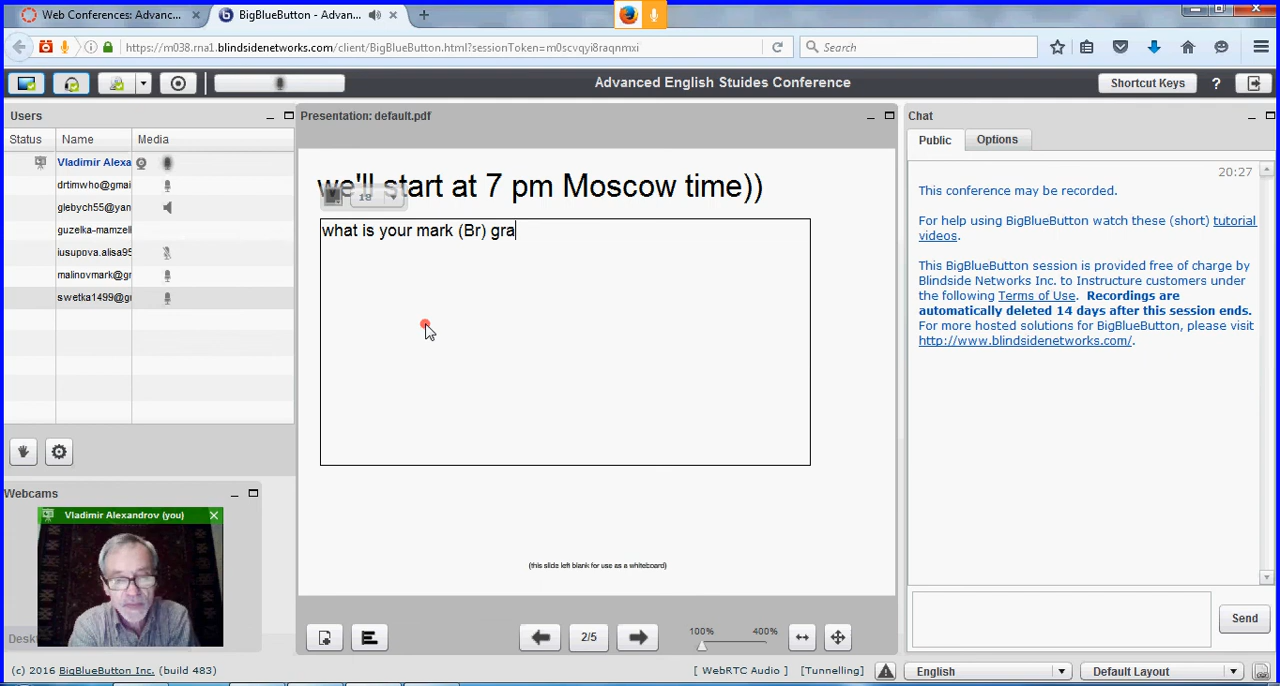 Web Conferences: Advanc...
BigBlueButton - Advan...
https://m038.rna1.blindsidenetworks.com/client/BigBlueButton.html?sessionToken=m0scvqyi8raqnmxi
Search
Advanced English Stuides Conference
Shortcut Keys
?
Users
Status Name Media
Vladimir Alexa
drtimwho@gmai
glebych55@yan
guzelka-mamzell
iusupova.alisa95
malinovmark@gr
swetka1499@g
Webcams
Vladimir Alexandrov (you)
Presentation: default.pdf
we'll start at 7 pm Moscow time))
18
what is your mark (Br) gra
(this slide left blank for use as a whiteboard)
2/5
100% 400%
Chat
Public Options
20:27
This conference may be recorded.
For help using BigBlueButton watch these (short) tutorial
videos.
This BigBlueButton session is provided free of charge by
Blindside Networks Inc. to Instructure customers under
the following Terms of Use. Recordings are
automatically deleted 14 days after this session ends.
For more hosted solutions for BigBlueButton, please visit
http://www.blindsidenetworks.com/.
Send
(c) 2016 BigBlueButton Inc. (build 483)
[ WebRTC Audio ] [Tunnelling]
English
Default Layout